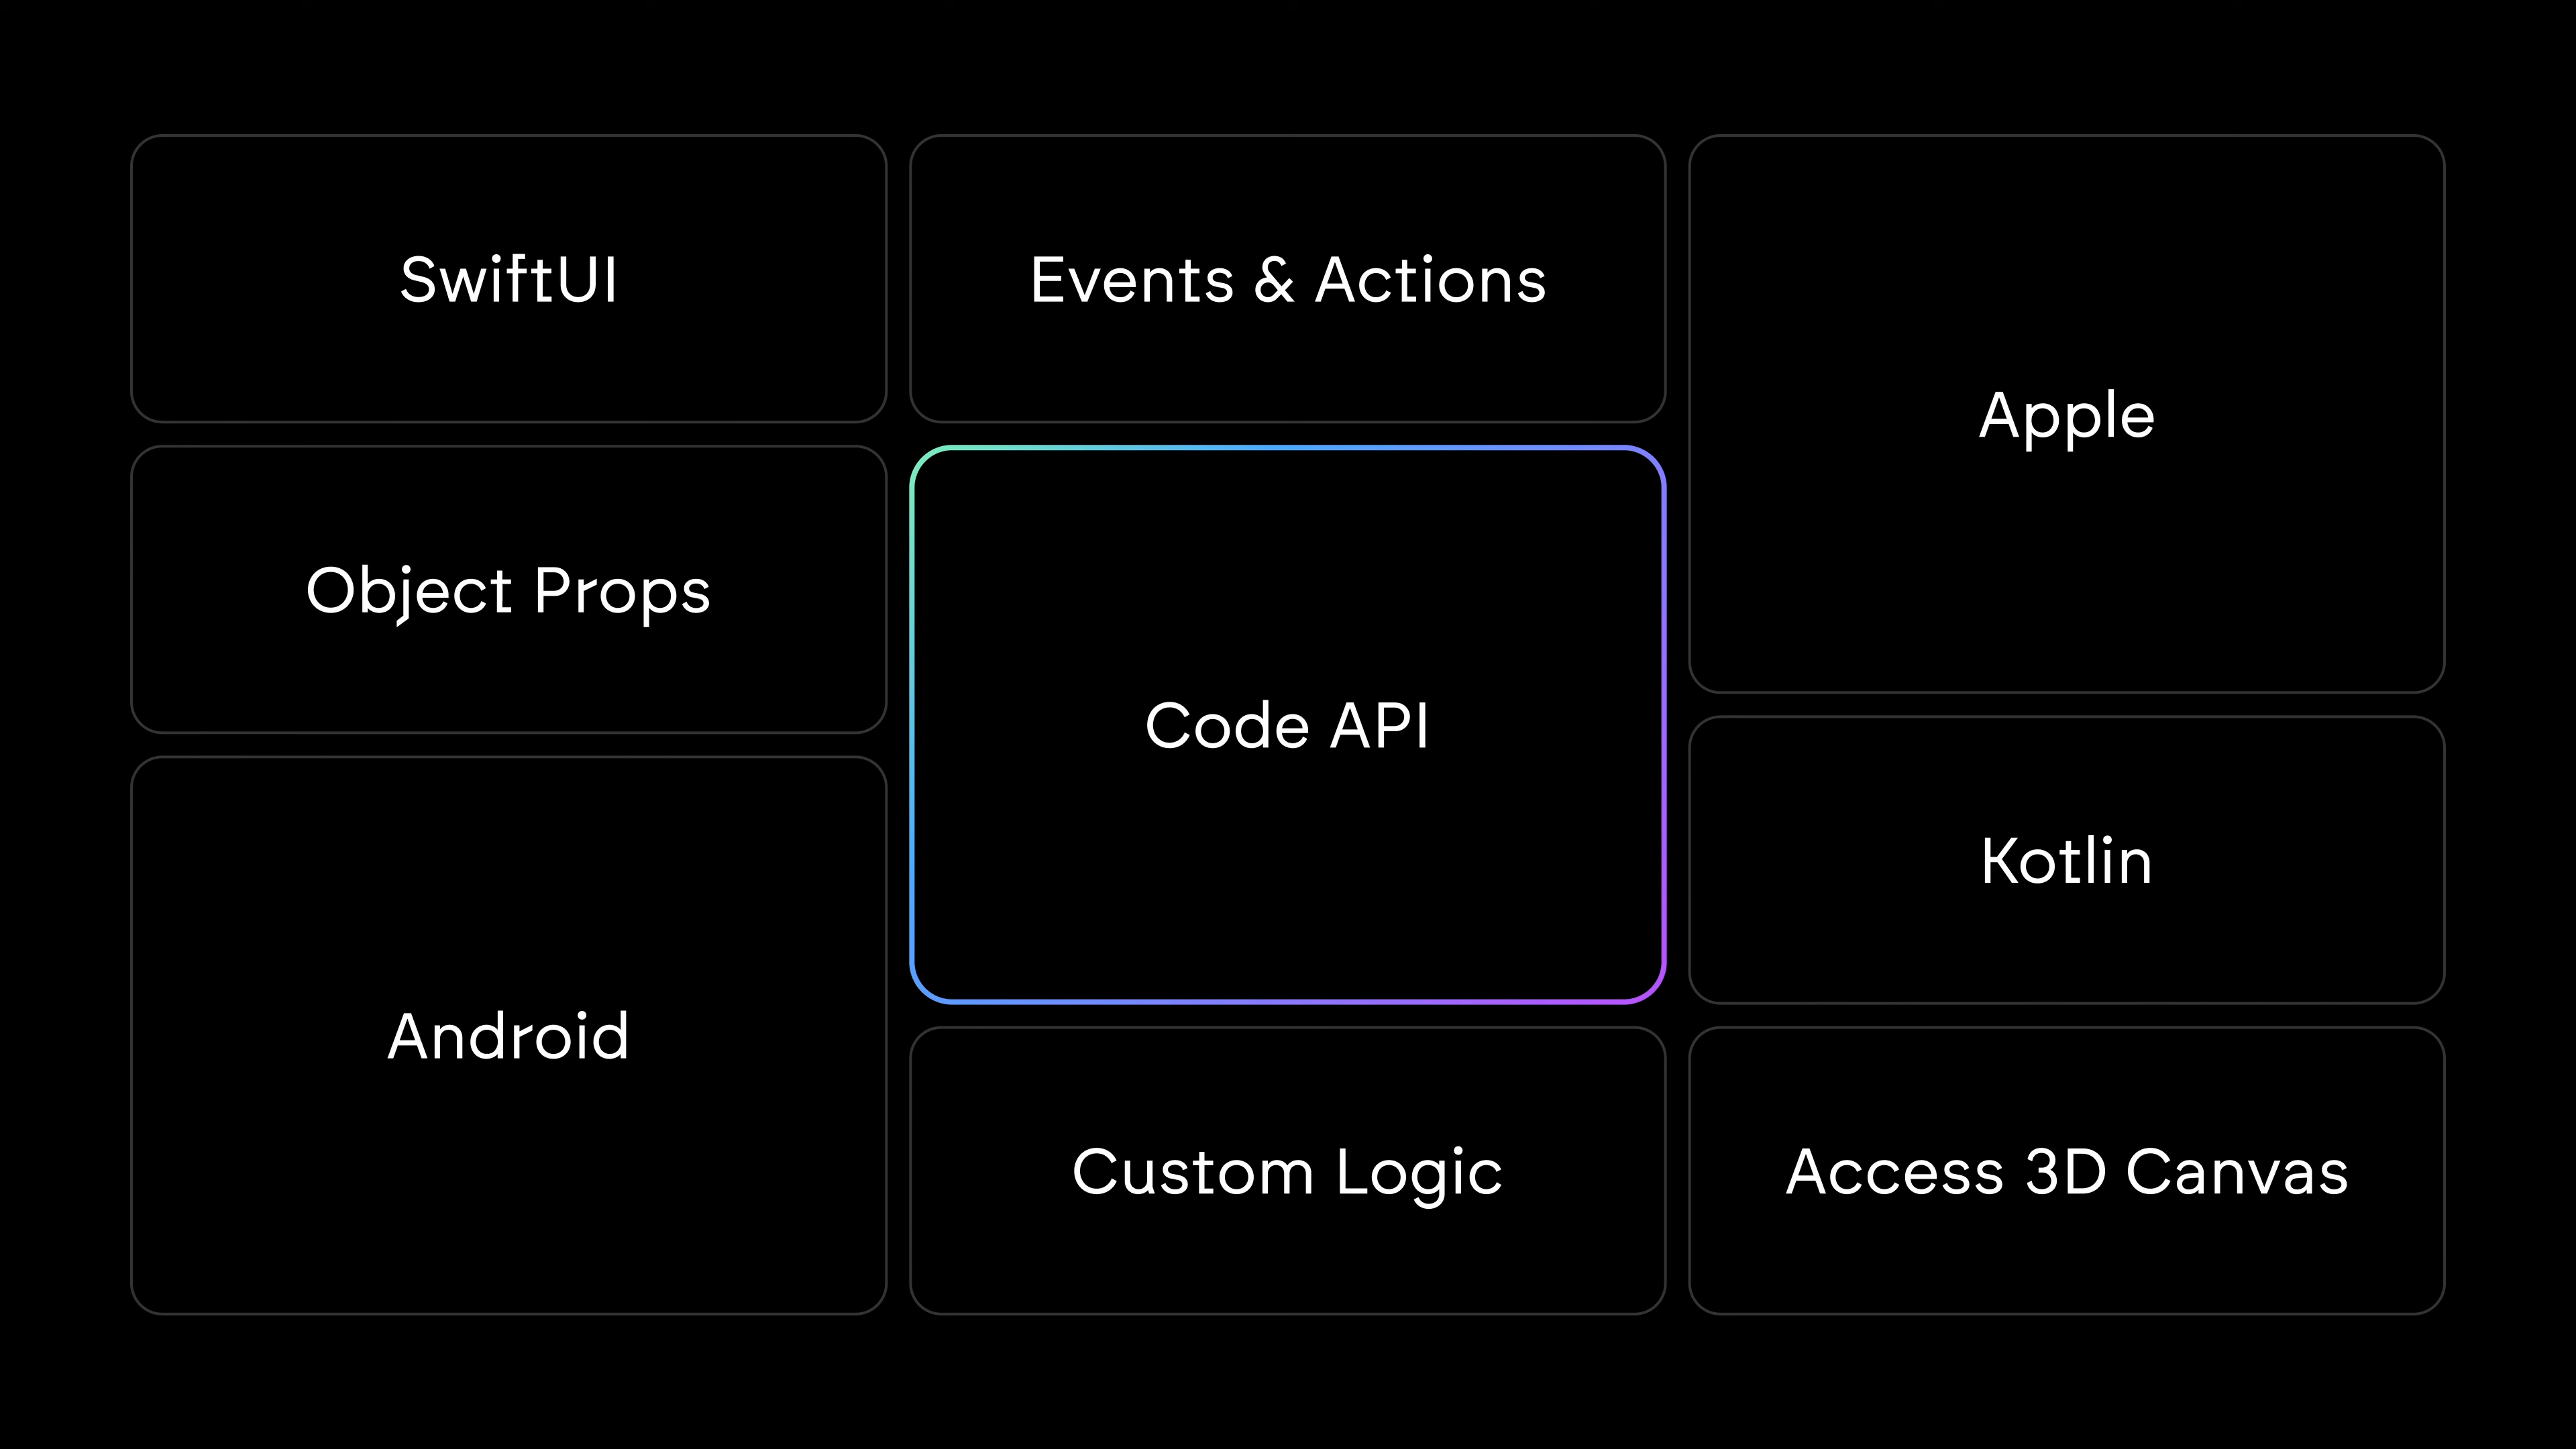 SwiftUI
Events & Actions
Apple
Object Props
Code API
Kotlin
Android
Custom Logic
Access 3D Canvas